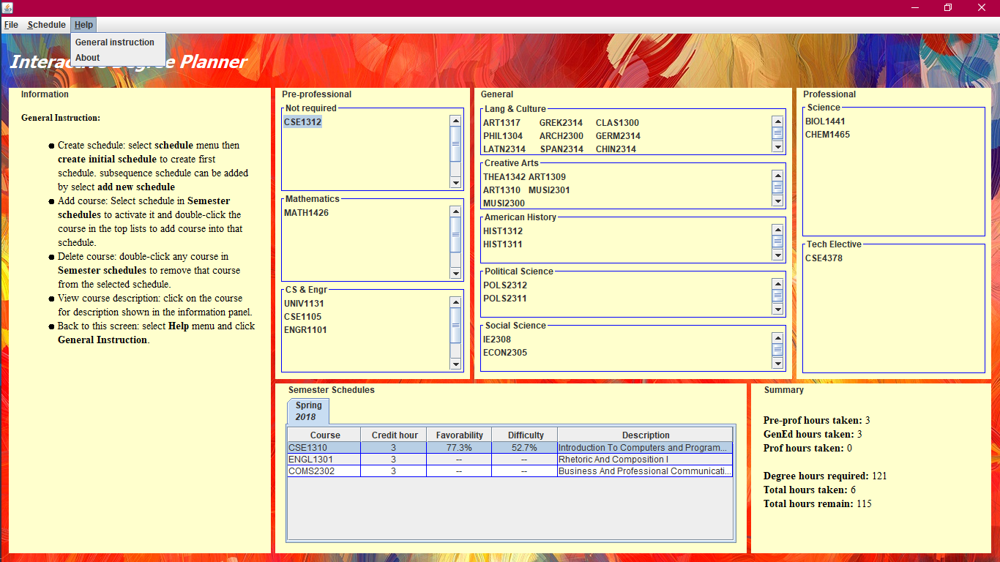 File Schedule Help
General instruction
About
Interac Degree Planner
Information
General Instruction:
Create schedule: select schedule menu then
create initial schedule to create first
schedule. subsequence schedule can be added
by select add new schedule
Add course: Select schedule in Semester
schedules to activate it and double-click the
course in the top lists to add course into that
schedule.
Delete course: double-click any course in
Semester schedules to remove that course
from the selected schedule.
View course description: click on the course
for description shown in the information panel.
Back to this screen: select Help menu and click
General Instruction.
Pre-professional
Not required
CSE1312
Mathematics
MATH1426
CS & Engr
UNIV1131
CSE1105
ENGR1101
General
Lang & Culture
ART1317 GREK2314 CLAS1300
PHIL1304 ARCH2300 GERM2314
LATN2314 SPAN2314 CHIN2314
Creative Arts
THEA1342 ART1309
ART1310 MUSI2301
MUSI2300
American History
HIST1312
HIST1311
Political Science
POLS2312
POLS2311
Social Science
IE2308
ECON2305
Professional
Science
BIOL1441
CHEM1465
Tech Elective
CSE4378
Semester Schedules
Spring
2018
Course Credit hour Favorability Difficulty Description
CSE1310 3 77.3% 52.7% Introduction To Computers and Program...
ENGL1301 3 -- -- Rhetoric And Composition I
COMS2302 3 -- -- Business And Professional Communicati...
Summary
Pre-prof hours taken: 3
GenEd hours taken: 3
Prof hours taken: 0
Degree hours required: 121
Total hours taken: 6
Total hours remain: 115